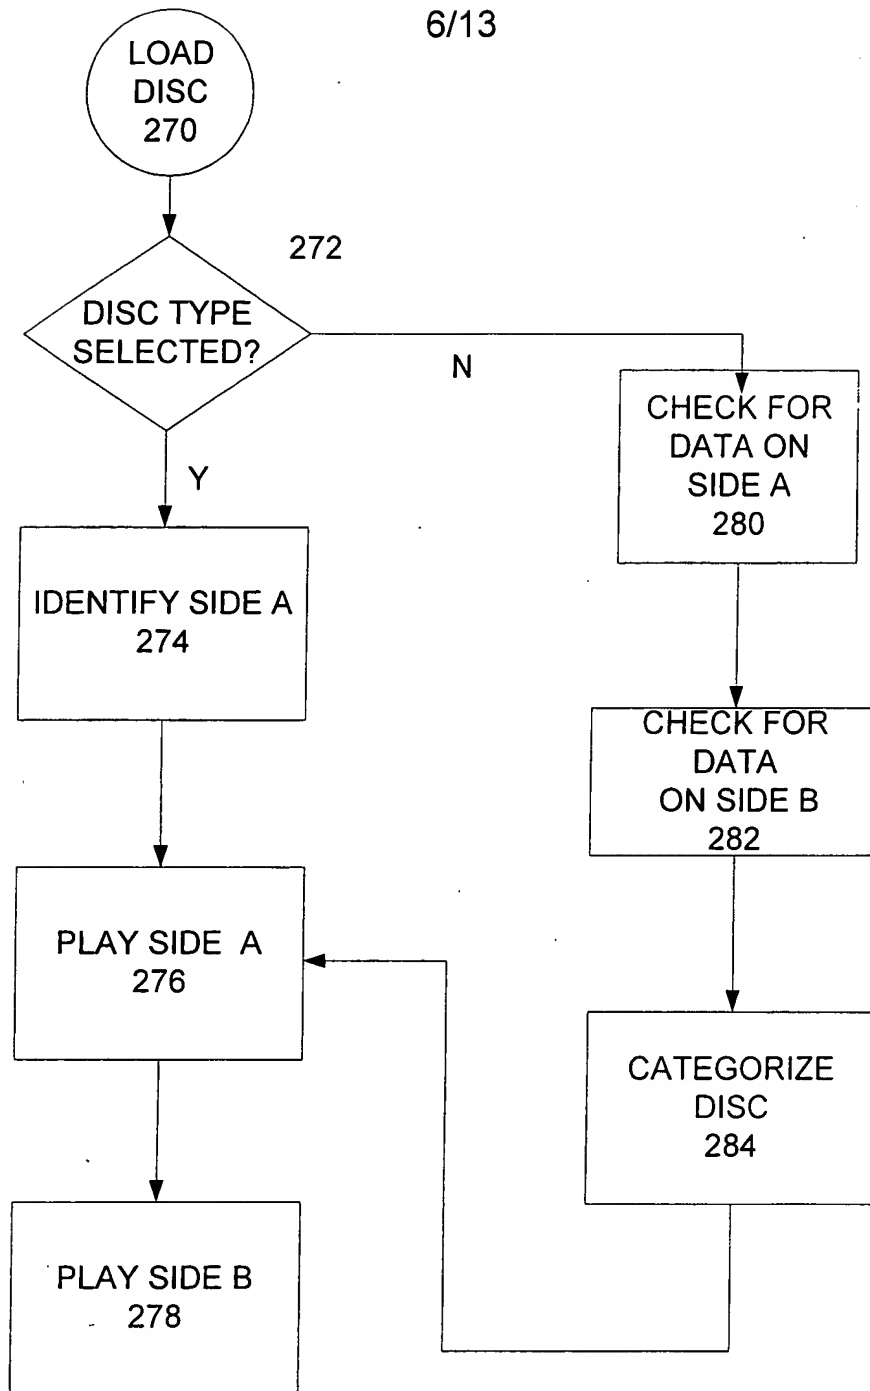 6/13
LOAD
DISC
270
272
DISC TYPE
SELECTED?
N
Y
IDENTIFY SIDE A
274
PLAY SIDE A
276
PLAY SIDE B
278
CHECK FOR
DATA ON
SIDE A
280
CHECK FOR
DATA
ON SIDE B
282
CATEGORIZE
DISC
284